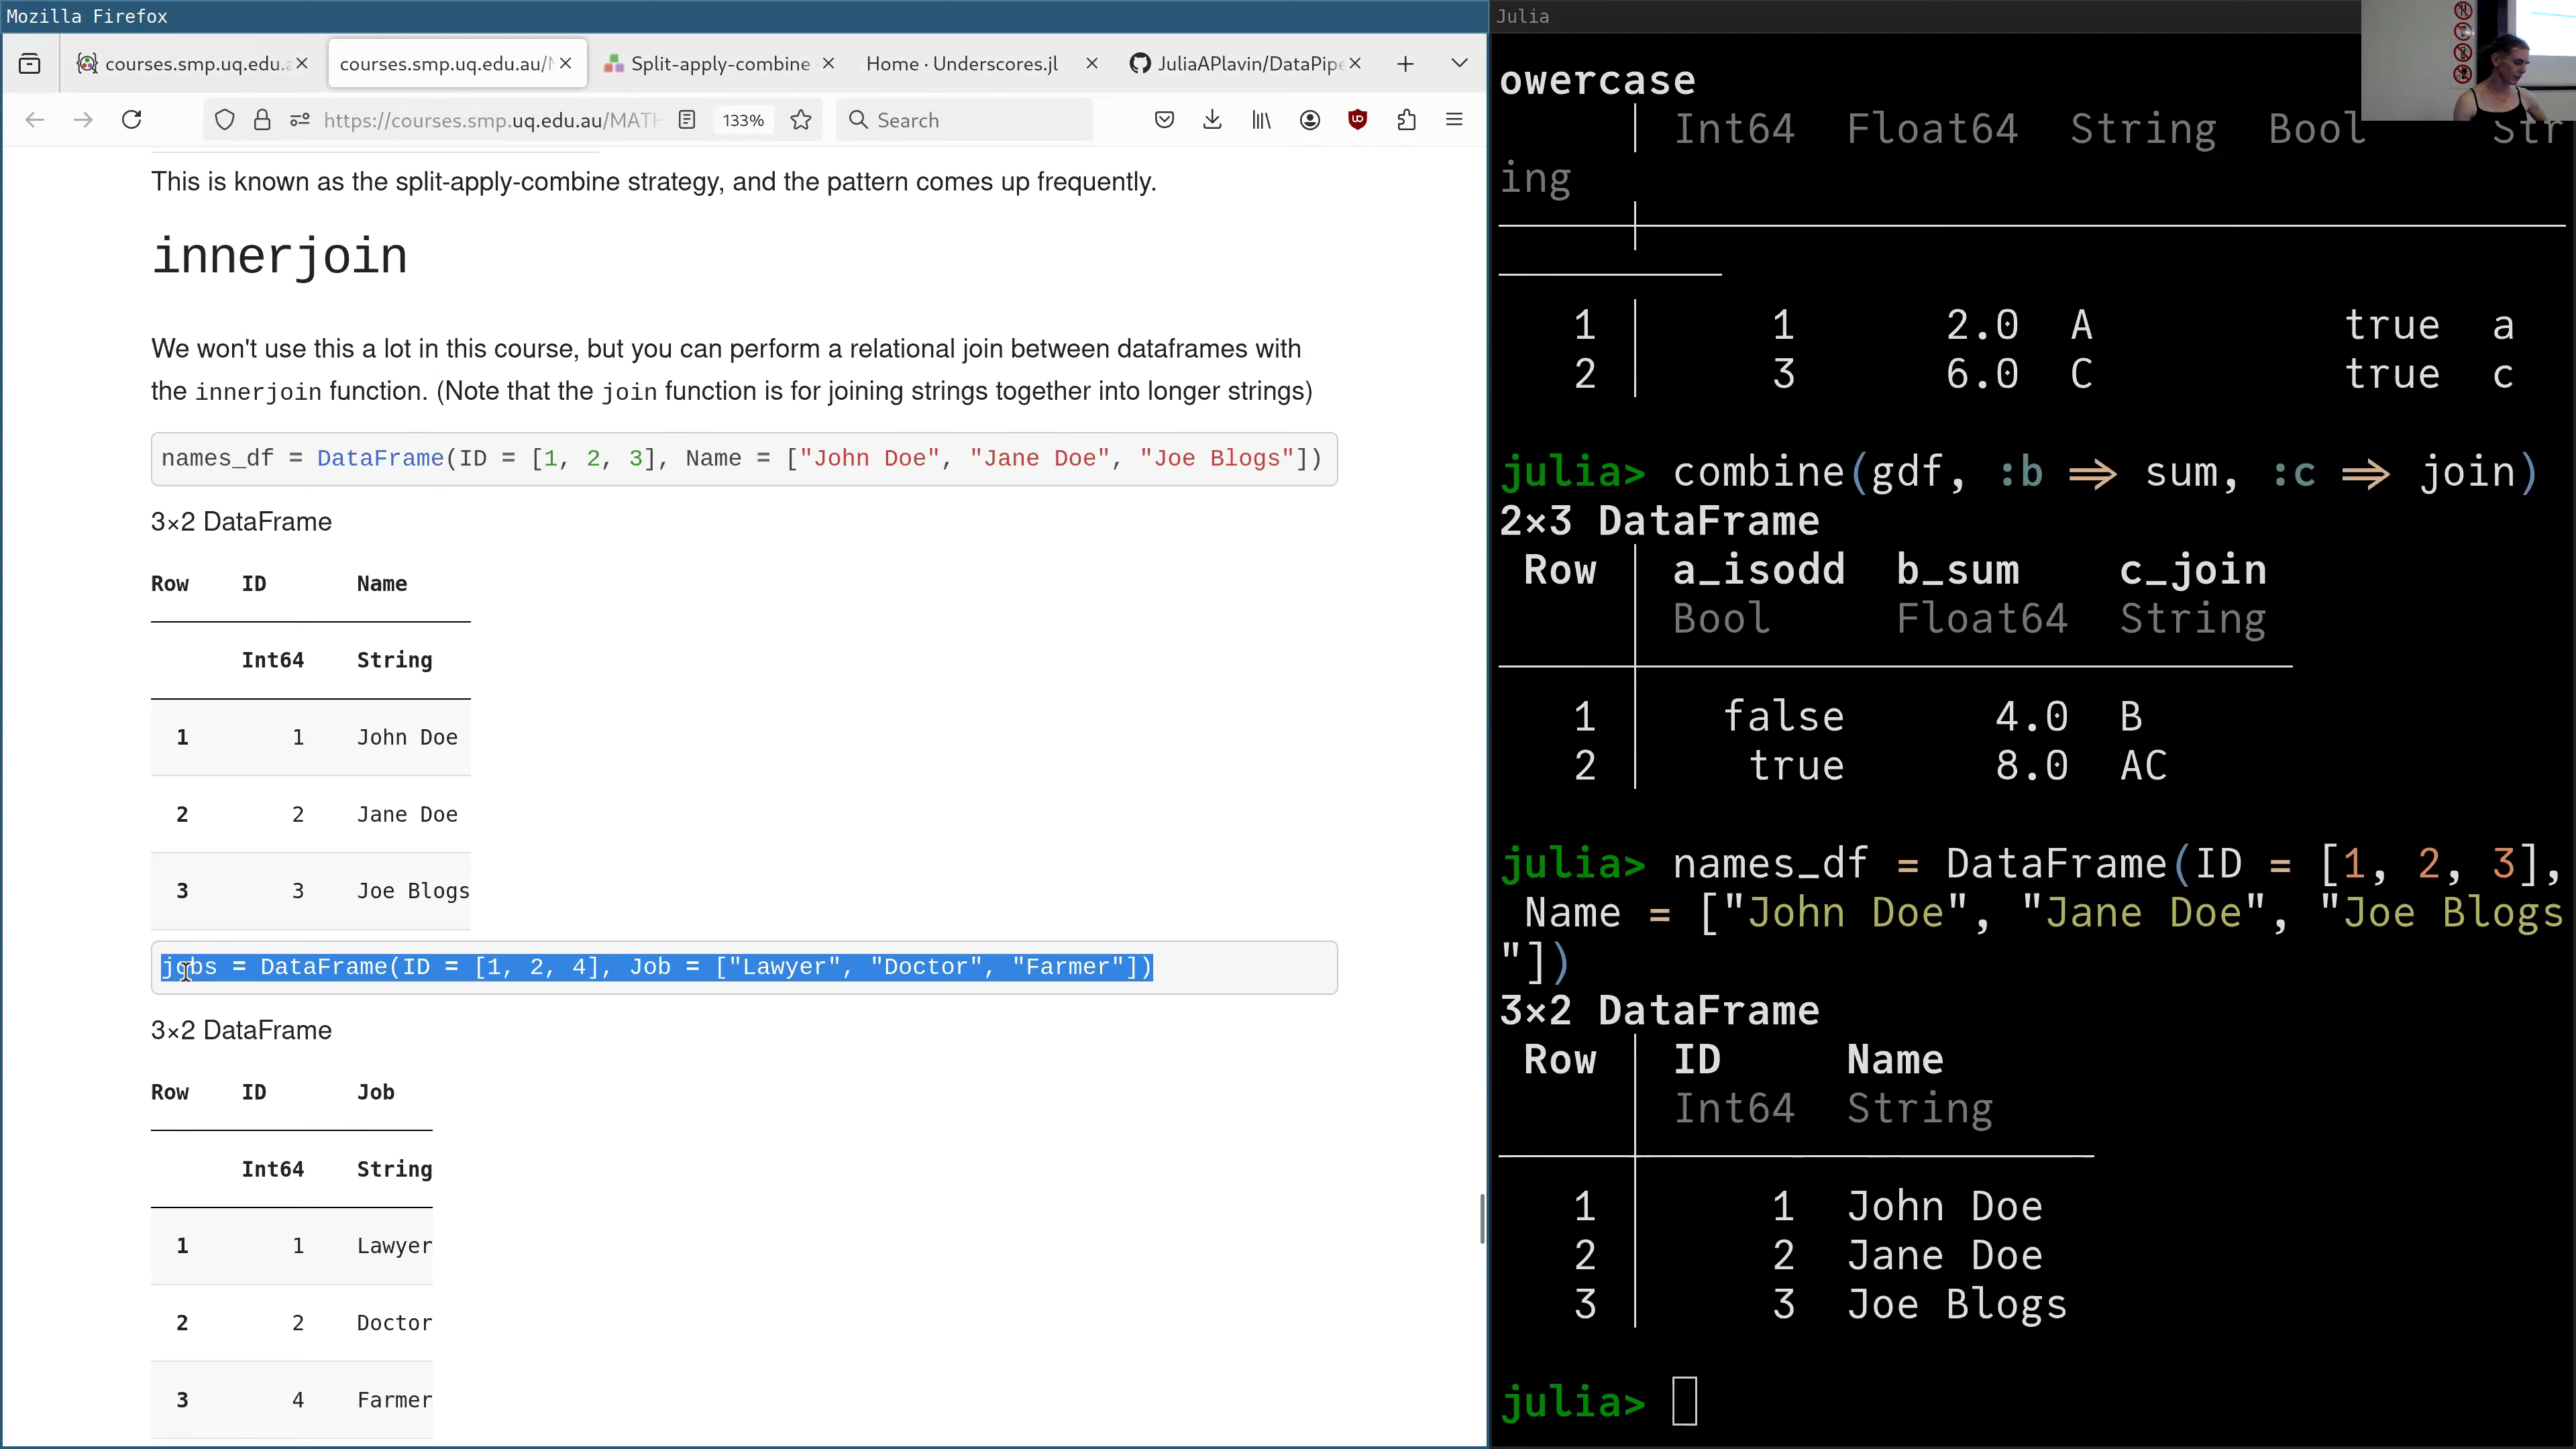 Mozilla Firefox
courses.smp.uq.edu.a
courses.smp.uq.edu.au/
Split-apply-combine
Home · Underscores.jl
JuliaAPlavin/DataPipe
https://courses.smp.uq.edu.au/MATH
133%
Search
This is known as the split-apply-combine strategy, and the pattern comes up frequently.
innerjoin
We won't use this a lot in this course, but you can perform a relational join between dataframes with
the innerjoin function. (Note that the join function is for joining strings together into longer strings)
names_df = DataFrame(ID = [1, 2, 3], Name = ["John Doe", "Jane Doe", "Joe Blogs"])
3×2 DataFrame
Row ID Name
Int64 String
1 1 John Doe
2 2 Jane Doe
3 3 Joe Blogs
jobs = DataFrame(ID = [1, 2, 4], Job = ["Lawyer", "Doctor", "Farmer"])
3×2 DataFrame
Row ID Job
Int64 String
1 1 Lawyer
2 2 Doctor
3 4 Farmer
Julia
owercase
Int64 Float64 String Bool Str
ing
1 1 2.0 A true a
2 3 6.0 C true c
julia> combine(gdf, :b => sum, :c => join)
2×3 DataFrame
Row a_isodd b_sum c_join
Bool Float64 String
1 false 4.0 B
2 true 8.0 AC
julia> names_df = DataFrame(ID = [1, 2, 3],
Name = ["John Doe", "Jane Doe", "Joe Blogs
"])
3×2 DataFrame
Row ID Name
Int64 String
1 1 John Doe
2 2 Jane Doe
3 3 Joe Blogs
julia>